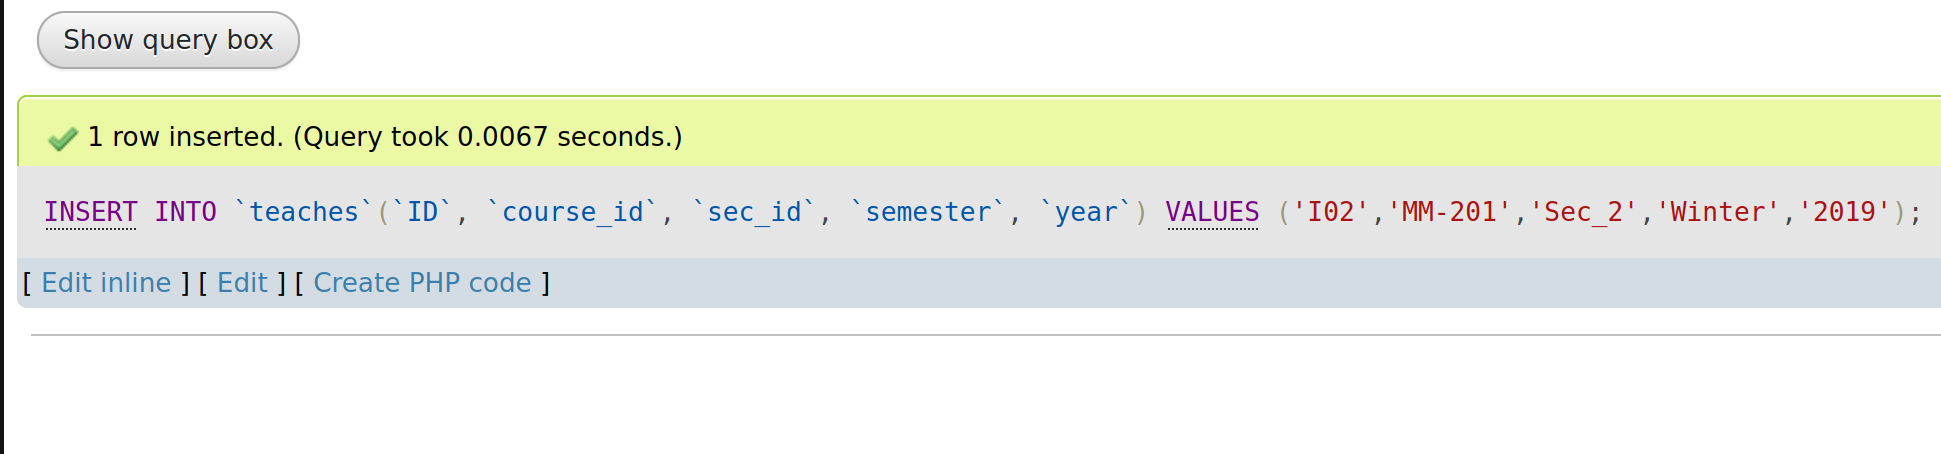 Show query box
1 row inserted. (Query took 0.0067 seconds.)
INSERT INTO `teaches`(`ID`, `course_id`, `sec_id`, `semester`, `year`) VALUES ('I02','MM-201','Sec_2','Winter','2019');
[ Edit inline ] [ Edit ] [ Create PHP code ]